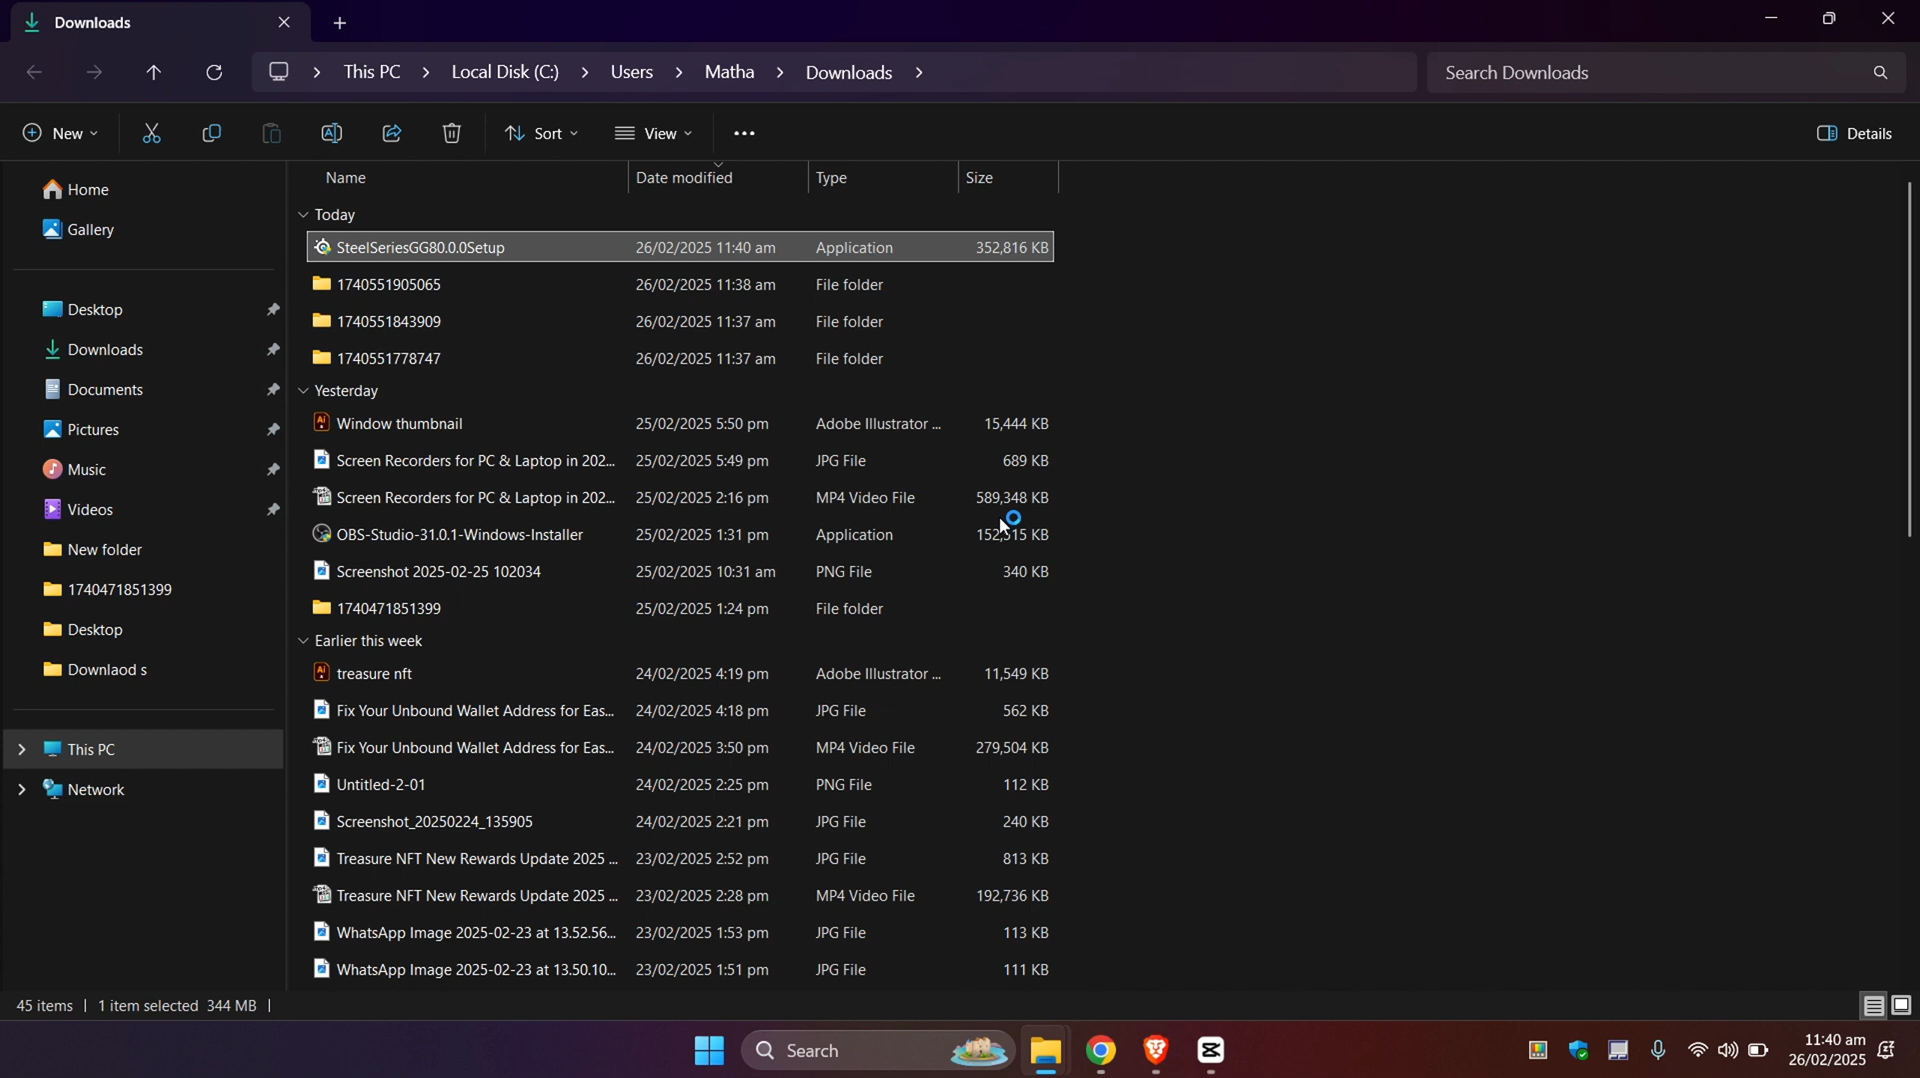 Downloads
This PC > Local Disk (C:) > Users > Matha > Downloads >
Search Downloads
New
Sort
View
Details
Name Date modified Type Size
Home
Gallery
Desktop
Downloads
Documents
Pictures
Music
Videos
New folder
1740471851399
Desktop
Downlaod s
This PC
Network
Today
SteelSeriesGG80.0.0Setup 26/02/2025 11:40 am Application 352,816 KB
1740551905065 26/02/2025 11:38 am File folder
1740551843909 26/02/2025 11:37 am File folder
1740551778747 26/02/2025 11:37 am File folder
Yesterday
Window thumbnail 25/02/2025 5:50 pm Adobe Illustrator ... 15,444 KB
Screen Recorders for PC & Laptop in 202... 25/02/2025 5:49 pm JPG File 689 KB
Screen Recorders for PC & Laptop in 202... 25/02/2025 2:16 pm MP4 Video File 589,348 KB
OBS-Studio-31.0.1-Windows-Installer 25/02/2025 1:31 pm Application 152,515 KB
Screenshot 2025-02-25 102034 25/02/2025 10:31 am PNG File 340 KB
1740471851399 25/02/2025 1:24 pm File folder
Earlier this week
treasure nft 24/02/2025 4:19 pm Adobe Illustrator ... 11,549 KB
Fix Your Unbound Wallet Address for Eas... 24/02/2025 4:18 pm JPG File 562 KB
Fix Your Unbound Wallet Address for Eas... 24/02/2025 3:50 pm MP4 Video File 279,504 KB
Untitled-2-01 24/02/2025 2:25 pm PNG File 112 KB
Screenshot_20250224_135905 24/02/2025 2:21 pm JPG File 240 KB
Treasure NFT New Rewards Update 2025 ... 23/02/2025 2:52 pm JPG File 813 KB
Treasure NFT New Rewards Update 2025 ... 23/02/2025 2:28 pm MP4 Video File 192,736 KB
WhatsApp Image 2025-02-23 at 13.52.56... 23/02/2025 1:53 pm JPG File 113 KB
WhatsApp Image 2025-02-23 at 13.50.10... 23/02/2025 1:51 pm JPG File 111 KB
45 items | 1 item selected 344 MB |
Search
11:40 am
26/02/2025